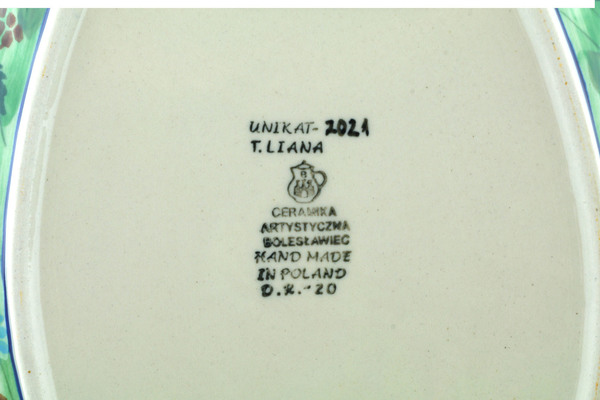 UNIKAT-2021
T.LIANA
CERAMIKA
ARTYSTYCZNA
BOLESŁAWIEC
HAND MADE
IN POLAND
D.K.-20